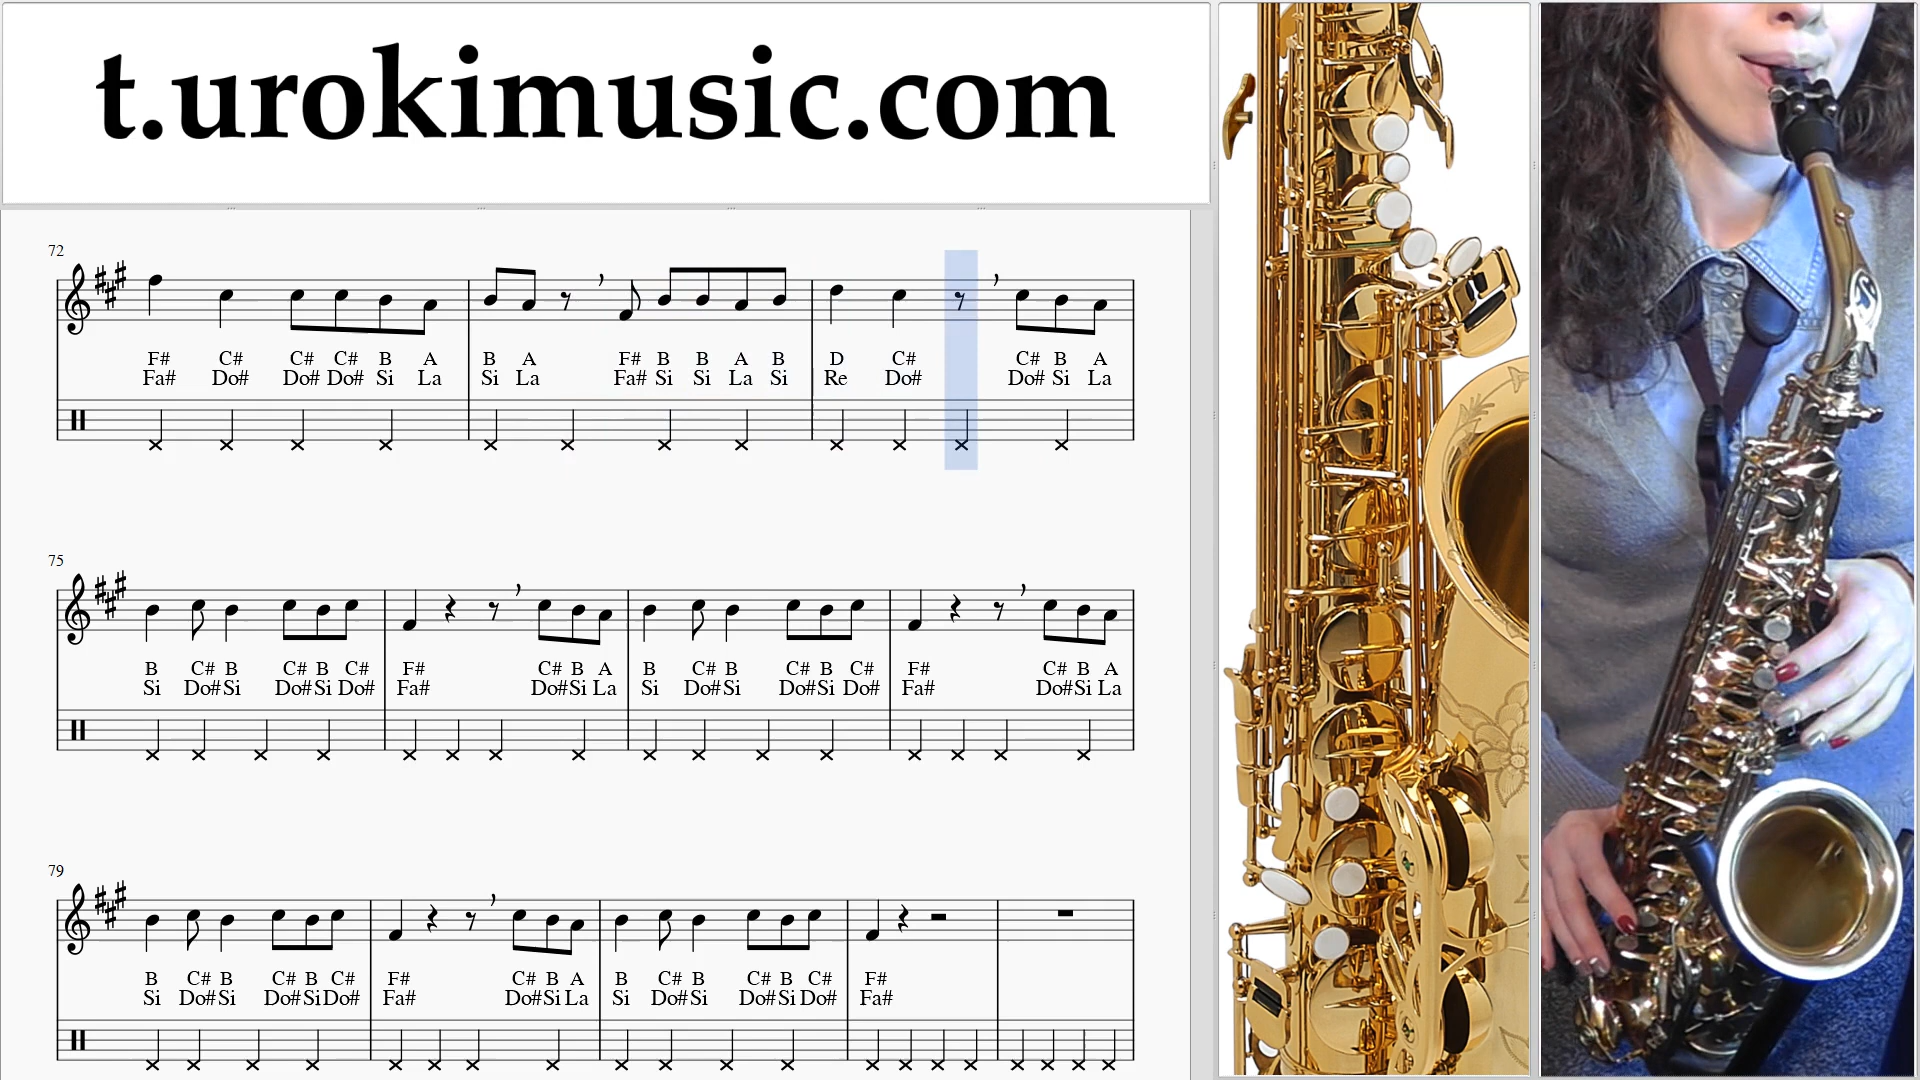 t.urokimusic.com
72
F# C# C# C# B A B A F# B B A B D C# C# B A
Fa# Do# Do# Do# Si La Si La Fa# Si Si La Si Re Do# Do# Si La
75
B C# B C# B C# F# C# B A B C# B C# B C# F# C# B A
Si Do# Si Do# Si Do# Fa# Do# Si La Si Do# Si Do# Si Do# Fa# Do# Si La
79
B C# B C# B C# F# C# B A B C# B C# B C# F#
Si Do# Si Do# Si Do# Fa# Do# Si La Si Do# Si Do# Si Do# Fa#